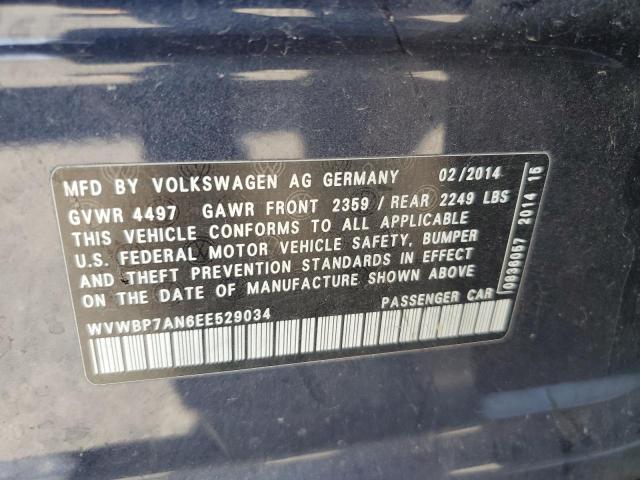 MFD BY VOLKSWAGEN AG GERMANY 02/2014
GVWR 4497 GAWR FRONT 2359 / REAR 2249 LBS
THIS VEHICLE CONFORMS TO ALL APPLICABLE
U.S. FEDERAL MOTOR VEHICLE SAFETY, BUMPER
AND THEFT PREVENTION STANDARDS IN EFFECT
ON THE DATE OF MANUFACTURE SHOWN ABOVE
WVWBP7AN6EE529034 PASSENGER CAR
0836067 2014 16